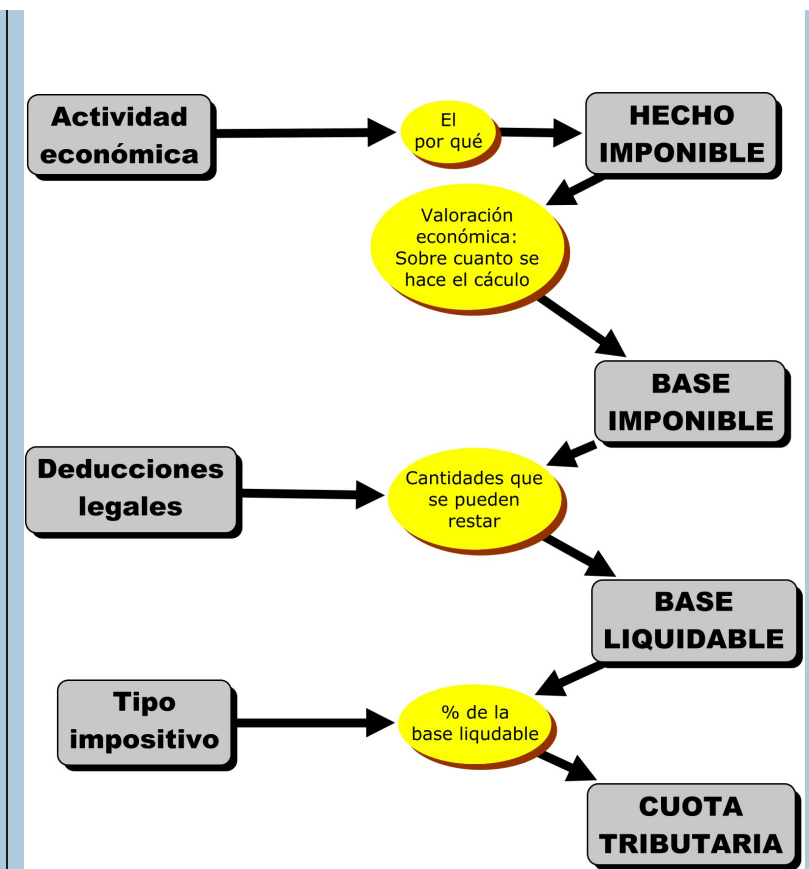 Actividad
económica
El
por qué
HECHO
IMPONIBLE
Valoración
económica:
Sobre cuanto se
hace el cáculo
BASE
IMPONIBLE
Deducciones
legales
Cantidades que
se pueden
restar
BASE
LIQUIDABLE
Tipo
impositivo
% de la
base liqudable
CUOTA
TRIBUTARIA